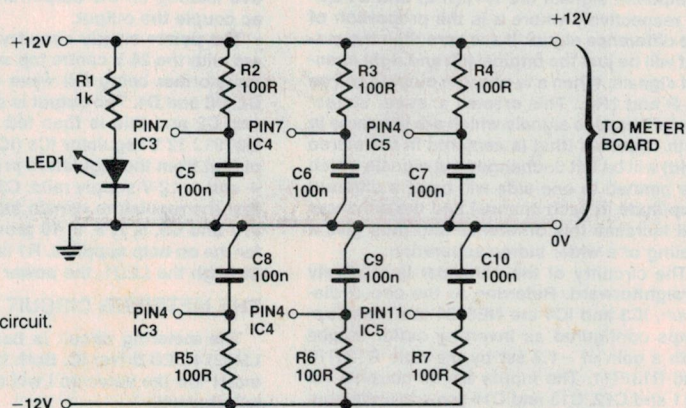 +12V
+12V
R1
1k
R2
100R
R3
100R
R4
100R
TO METER
BOARD
PIN7
IC3
PIN7
IC4
PIN4
IC5
LED1
C5
100n
C6
100n
C7
100n
0V
C8
100n
C9
100n
C10
100n
circuit.
PIN4
IC3
PIN4
IC4
PIN11
IC5
R5
100R
R6
100R
R7
100R
−12V